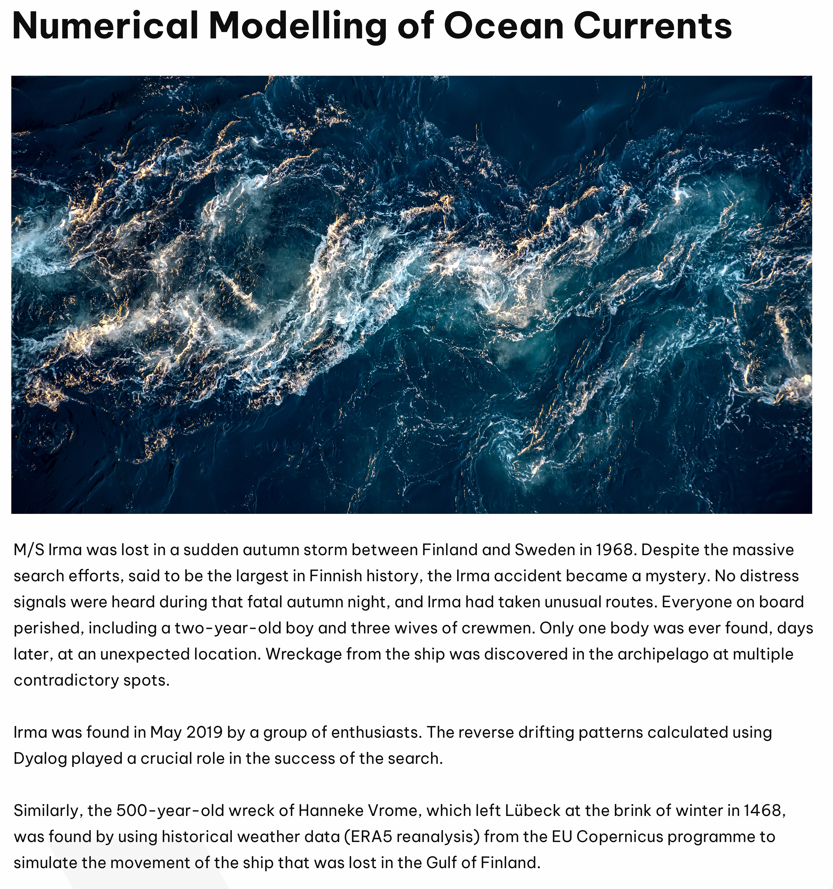 Numerical Modelling of Ocean Currents
M/S Irma was lost in a sudden autumn storm between Finland and Sweden in 1968. Despite the massive
search efforts, said to be the largest in Finnish history, the Irma accident became a mystery. No distress
signals were heard during that fatal autumn night, and Irma had taken unusual routes. Everyone on board
perished, including a two-year-old boy and three wives of crewmen. Only one body was ever found, days
later, at an unexpected location. Wreckage from the ship was discovered in the archipelago at multiple
contradictory spots.
Irma was found in May 2019 by a group of enthusiasts. The reverse drifting patterns calculated using
Dyalog played a crucial role in the success of the search.
Similarly, the 500-year-old wreck of Hanneke Vrome, which left Lübeck at the brink of winter in 1468,
was found by using historical weather data (ERA5 reanalysis) from the EU Copernicus programme to
simulate the movement of the ship that was lost in the Gulf of Finland.